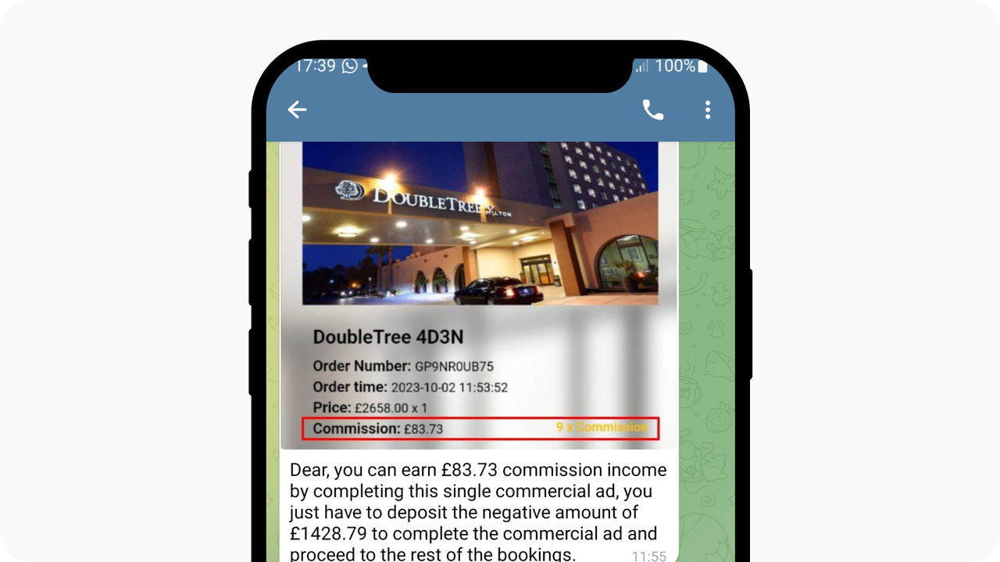 17:39 100%
DOUBLETREE
HILTON
DoubleTree 4D3N
Order Number: GP9NR0UB75
Order time: 2023-10-02 11:53:52
Price: £2658.00 x 1
Commission: £83.73 9 x Commission
Dear, you can earn £83.73 commission income
by completing this single commercial ad, you
just have to deposit the negative amount of
£1428.79 to complete the commercial ad and
proceed to the rest of the bookings. 11:55